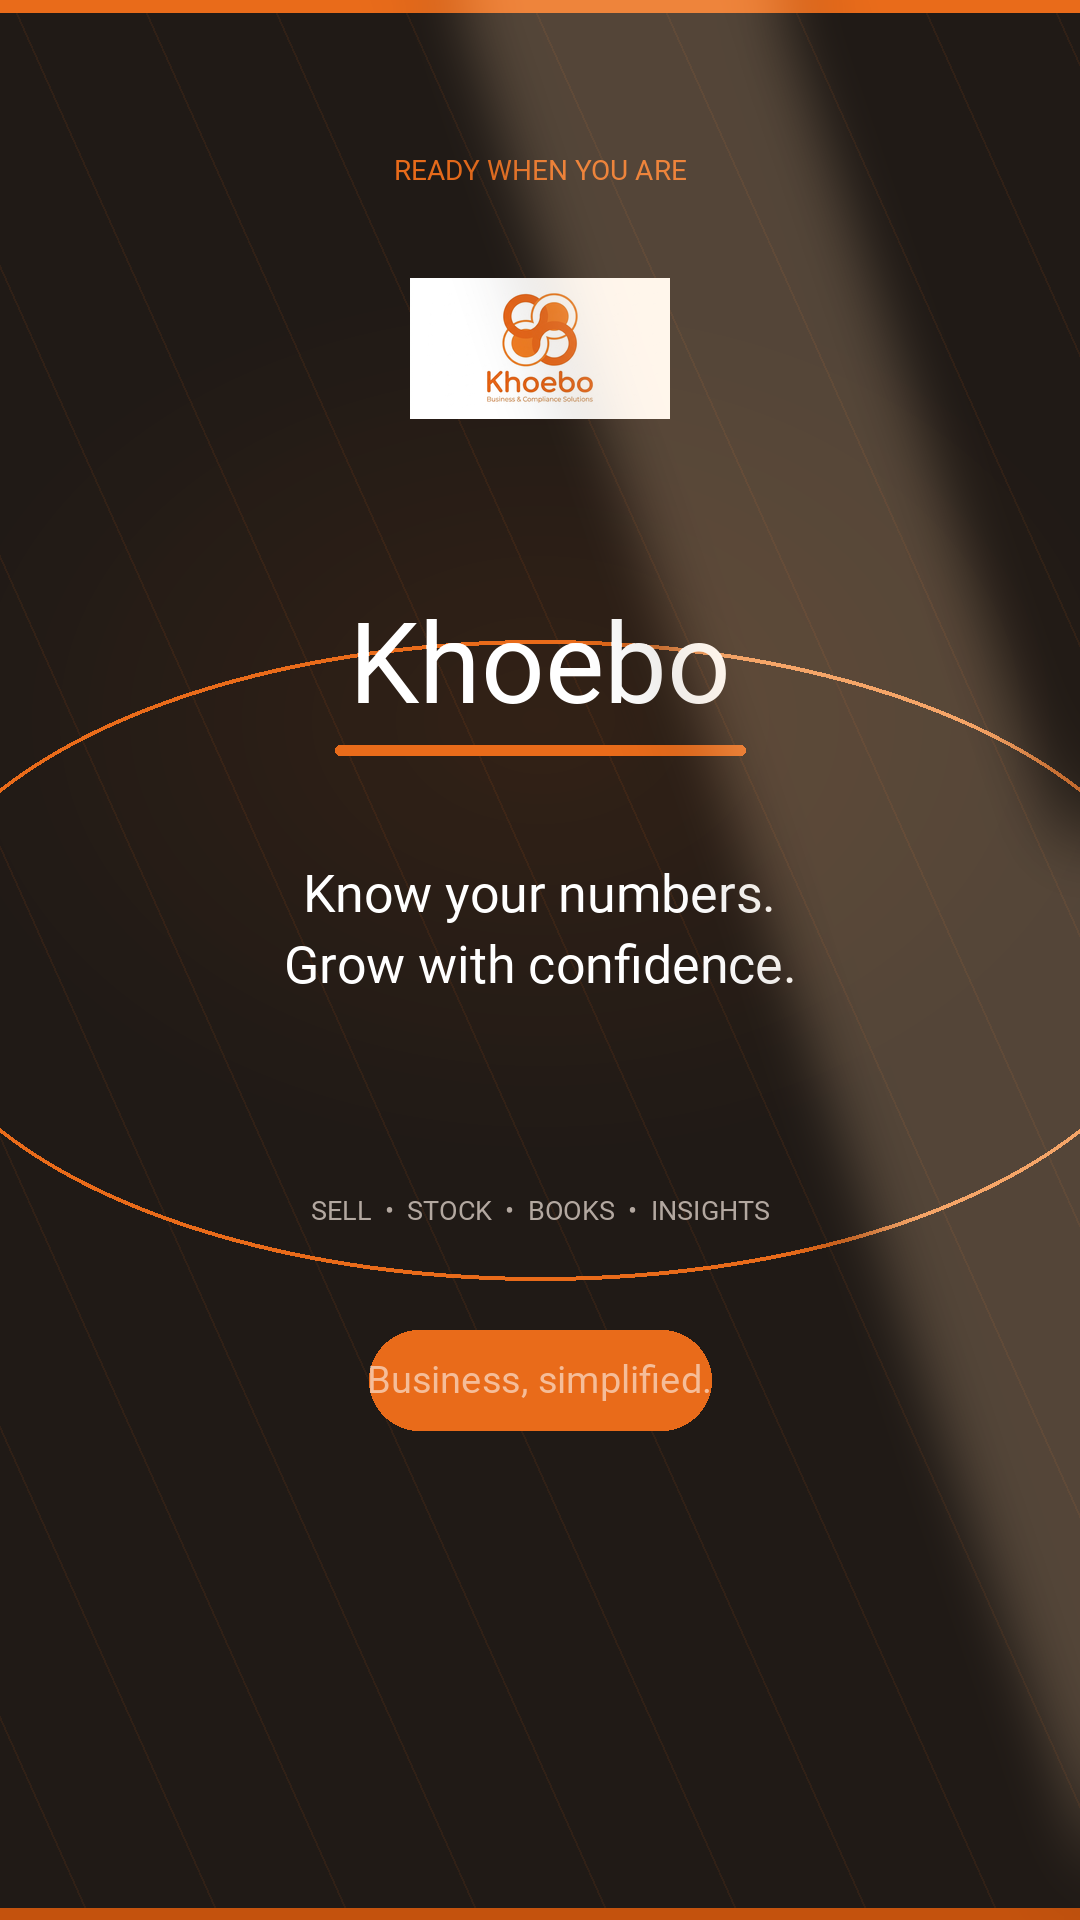 READY WHEN YOU ARE
Khoebo
Business & Compliance Solutions
Khoebo
Know your numbers.
Grow with confidence.
SELL • STOCK • BOOKS • INSIGHTS
Business, simplified.